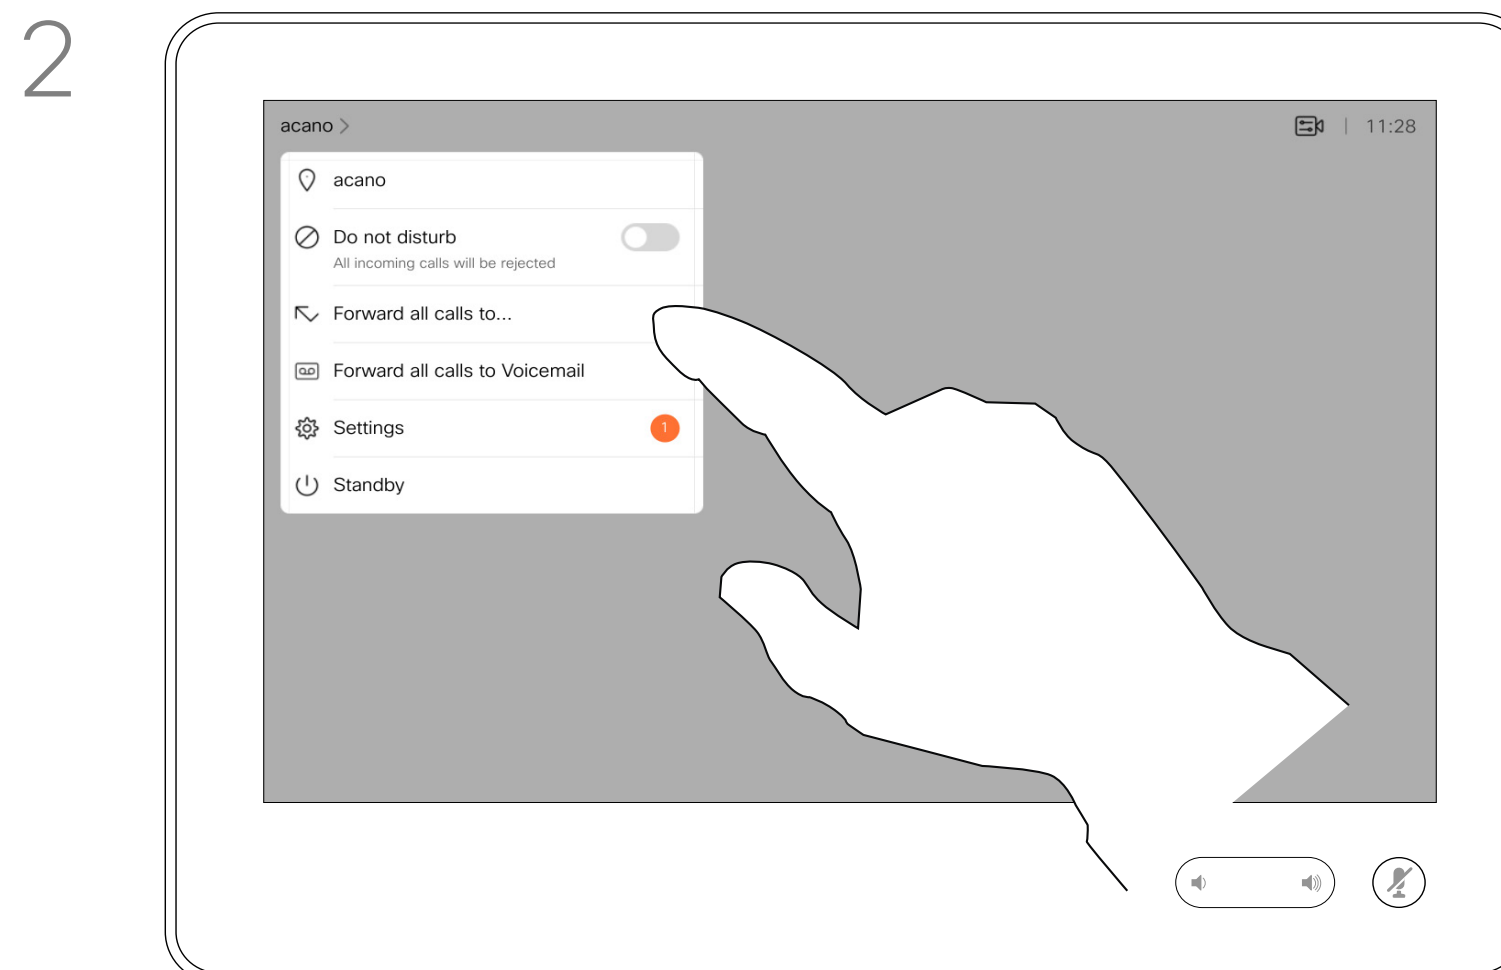 2
acano >
11:28
acano
Do not disturb
All incoming calls will be rejected
Forward all calls to...
Forward all calls to Voicemail
Settings
1
Standby